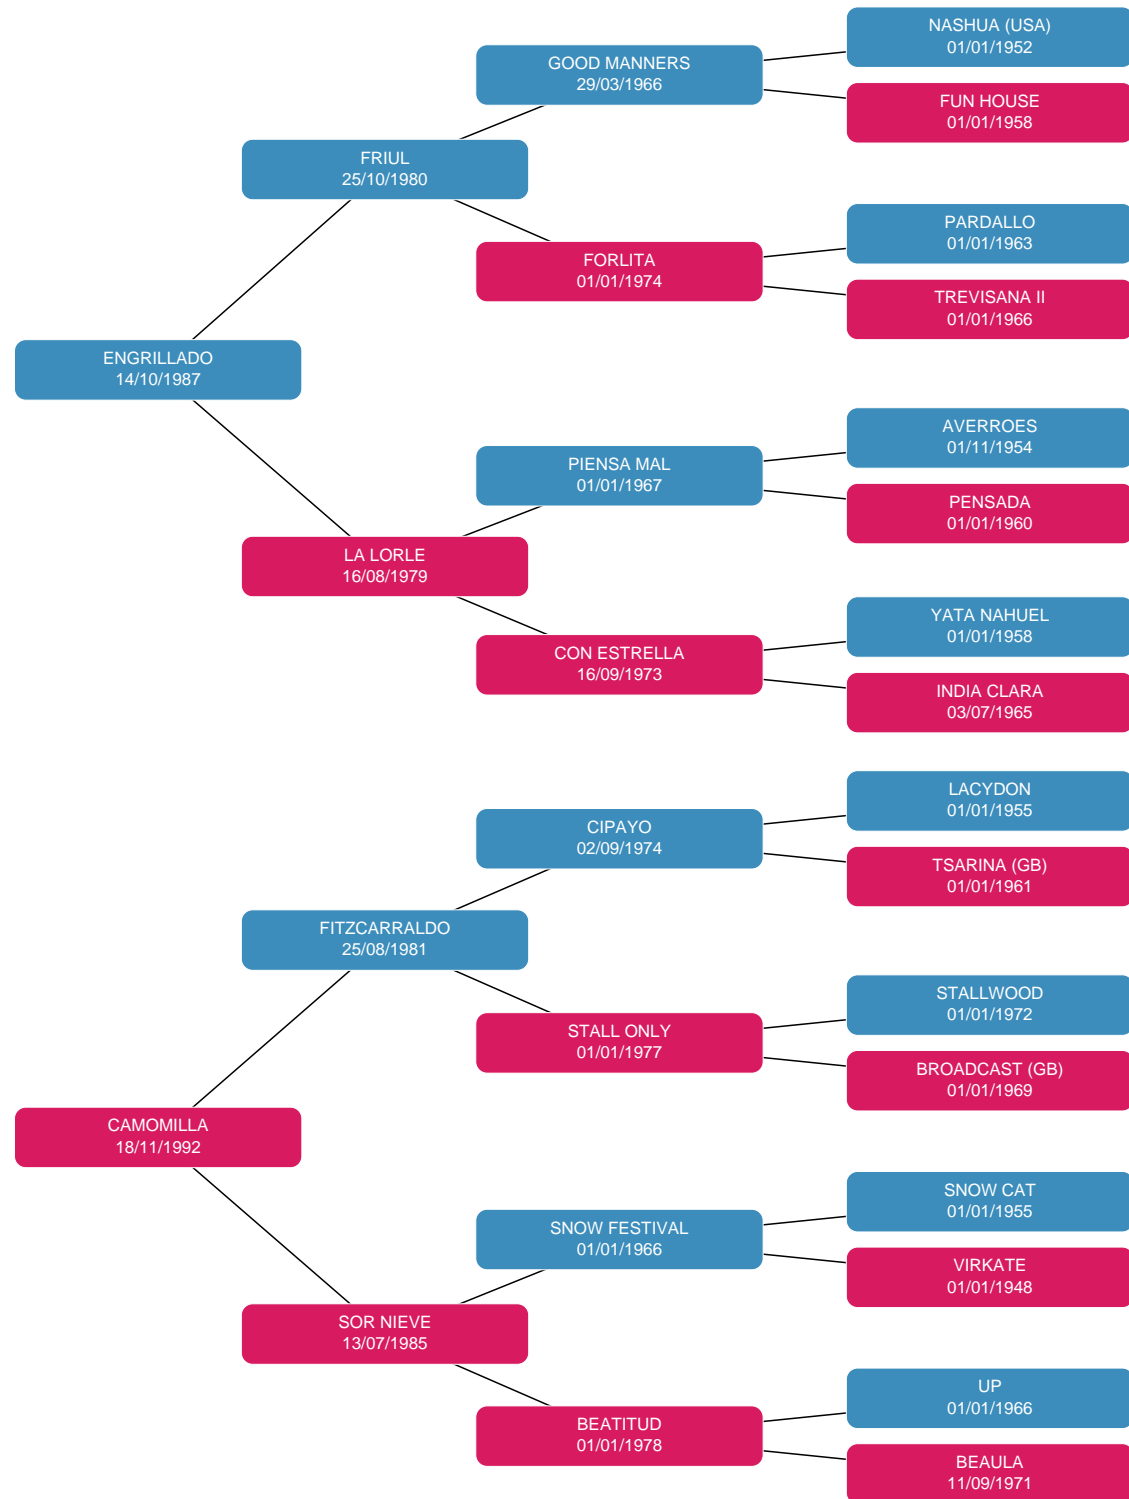 NASHUA (USA)
01/01/1952
GOOD MANNERS
29/03/1966
FUN HOUSE
01/01/1958
FRIUL
25/10/1980
PARDALLO
01/01/1963
FORLITA
01/01/1974
TREVISANA II
01/01/1966
ENGRILLADO
14/10/1987
AVERROES
01/11/1954
PIENSA MAL
01/01/1967
PENSADA
01/01/1960
LA LORLE
16/08/1979
YATA NAHUEL
01/01/1958
CON ESTRELLA
16/09/1973
INDIA CLARA
03/07/1965
LACYDON
01/01/1955
CIPAYO
02/09/1974
TSARINA (GB)
01/01/1961
FITZCARRALDO
25/08/1981
STALLWOOD
01/01/1972
STALL ONLY
01/01/1977
BROADCAST (GB)
01/01/1969
CAMOMILLA
18/11/1992
SNOW CAT
01/01/1955
SNOW FESTIVAL
01/01/1966
VIRKATE
01/01/1948
SOR NIEVE
13/07/1985
UP
01/01/1966
BEATITUD
01/01/1978
BEAULA
11/09/1971